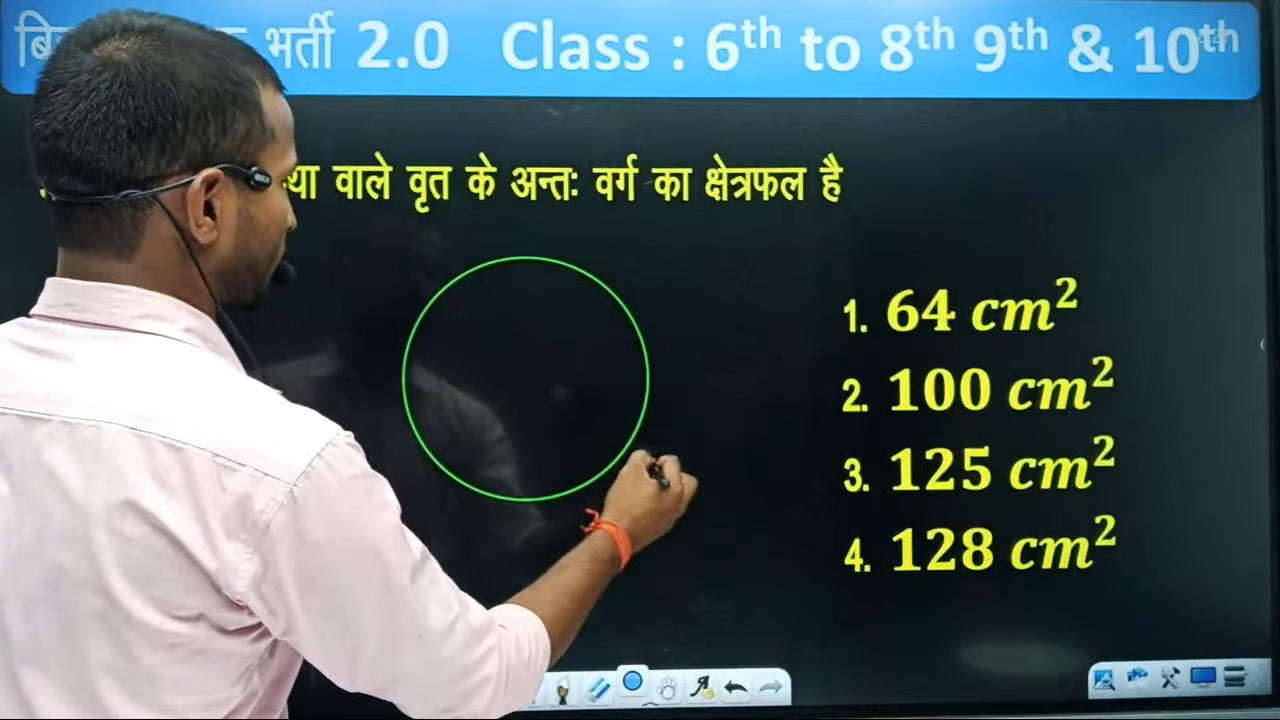 भर्ती 2.0 Class : 6th to 8th 9th & 10th
वाले वृत के अन्तः वर्ग का क्षेत्रफल है
1. 64 cm²
2. 100 cm²
3. 125 cm²
4. 128 cm²